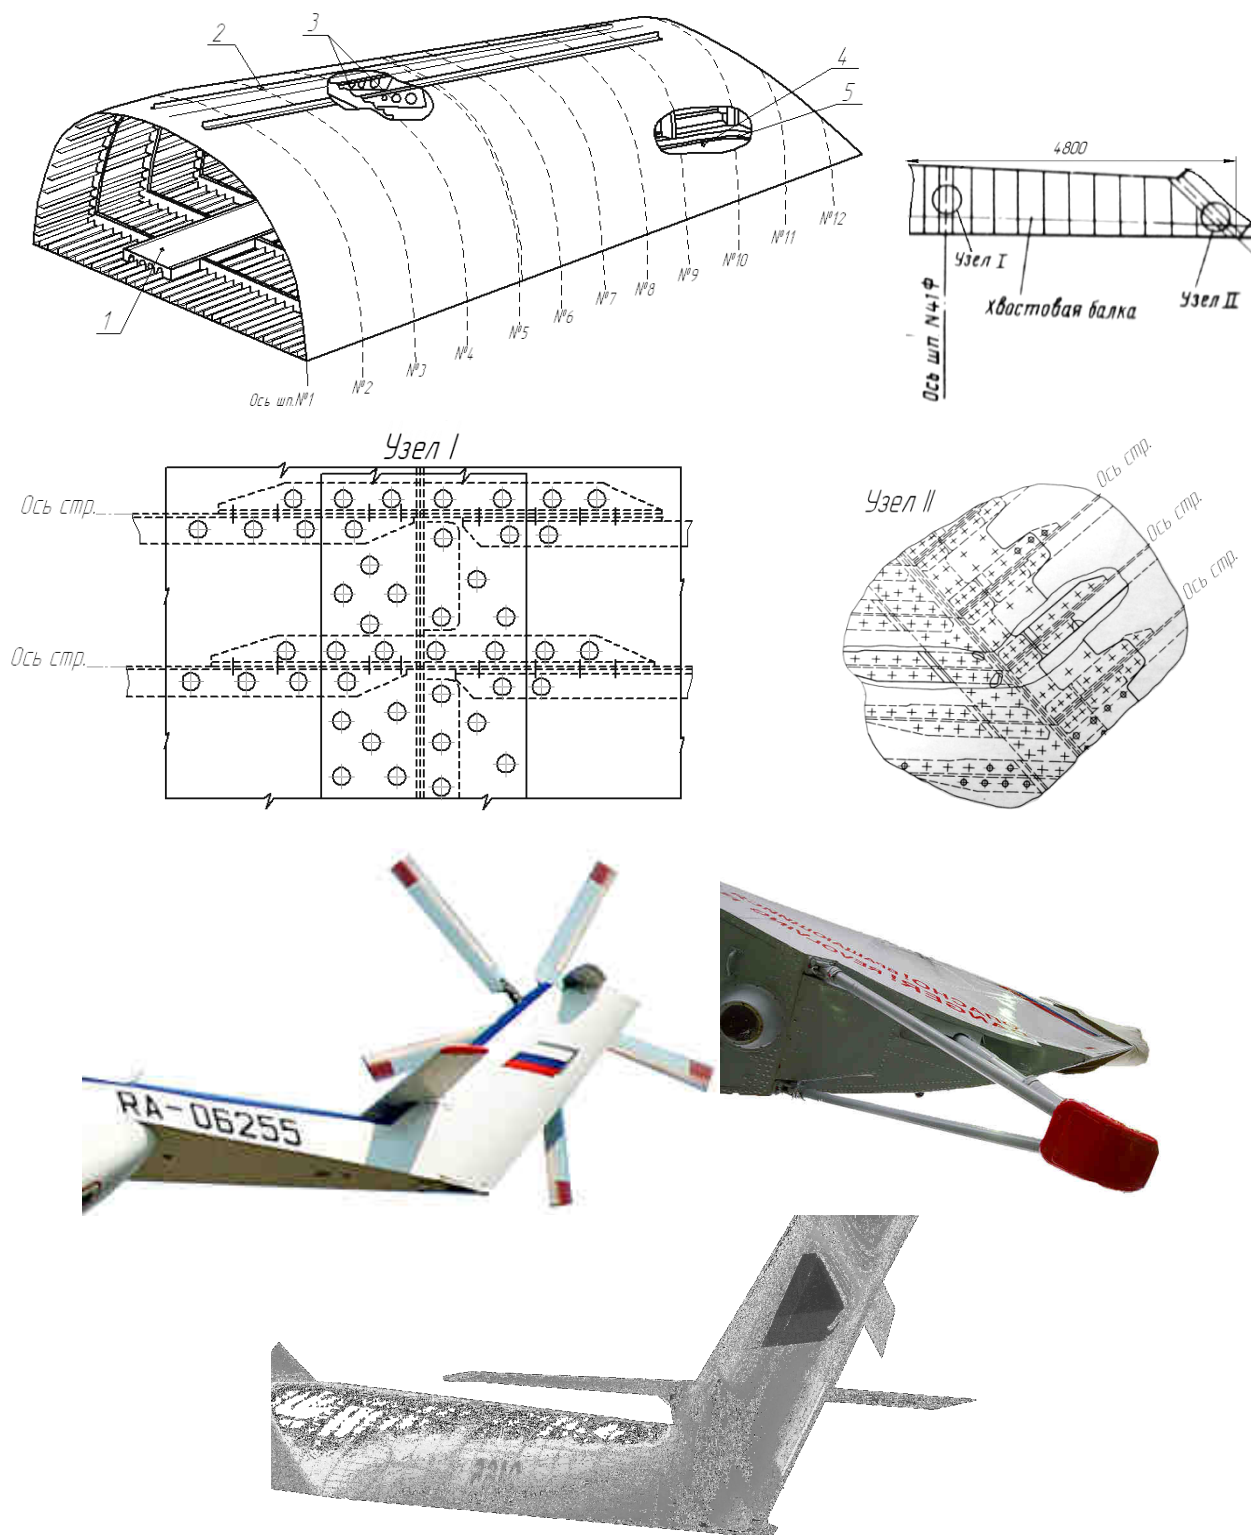 2
3
4
5
1
Ось шп.№1
№2
№3
№4
№5
№6
№7
№8
№9
№10
№11
№12
4800
Узел I
Узел II
Хвостовая балка
Ось шп N41Ф
Узел I
Ось стр.
Ось стр.
Узел II
Ось стр.
Ось стр.
Ось стр.
RA-06255